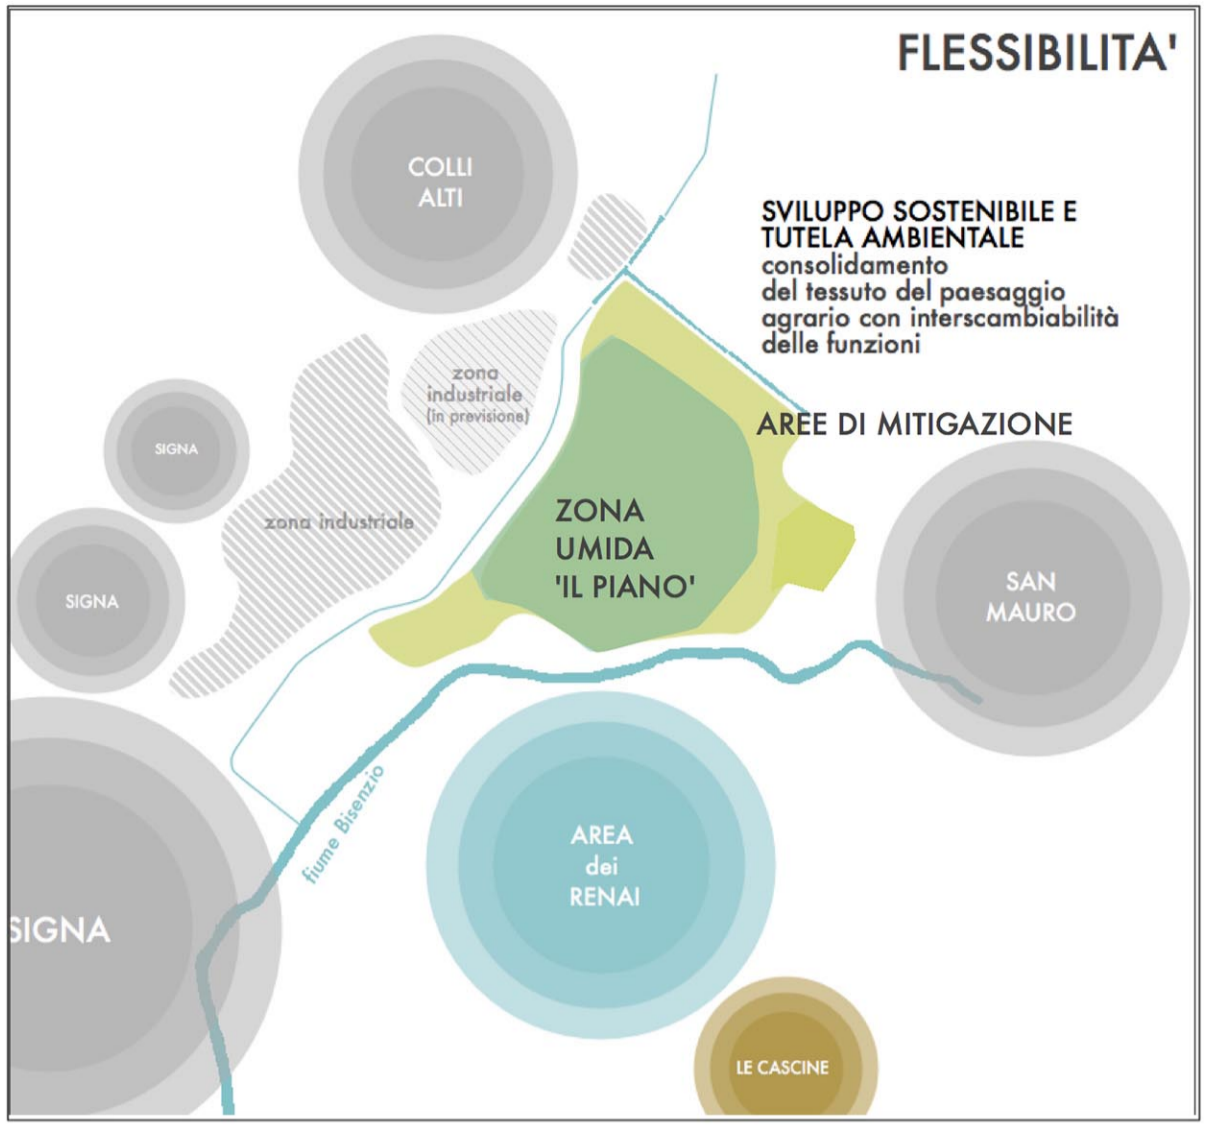 FLESSIBILITA'
COLLI
ALTI
SVILUPPO SOSTENIBILE E
TUTELA AMBIENTALE
consolidamento
del tessuto del paesaggio
agrario con interscambiabilità
delle funzioni
zona
industriale
(in previsione)
AREE DI MITIGAZIONE
SIGNA
zona industriale
ZONA
UMIDA
'IL PIANO'
SIGNA
SAN
MAURO
fiume Bisenzio
AREA
dei
RENAI
SIGNA
LE CASCINE